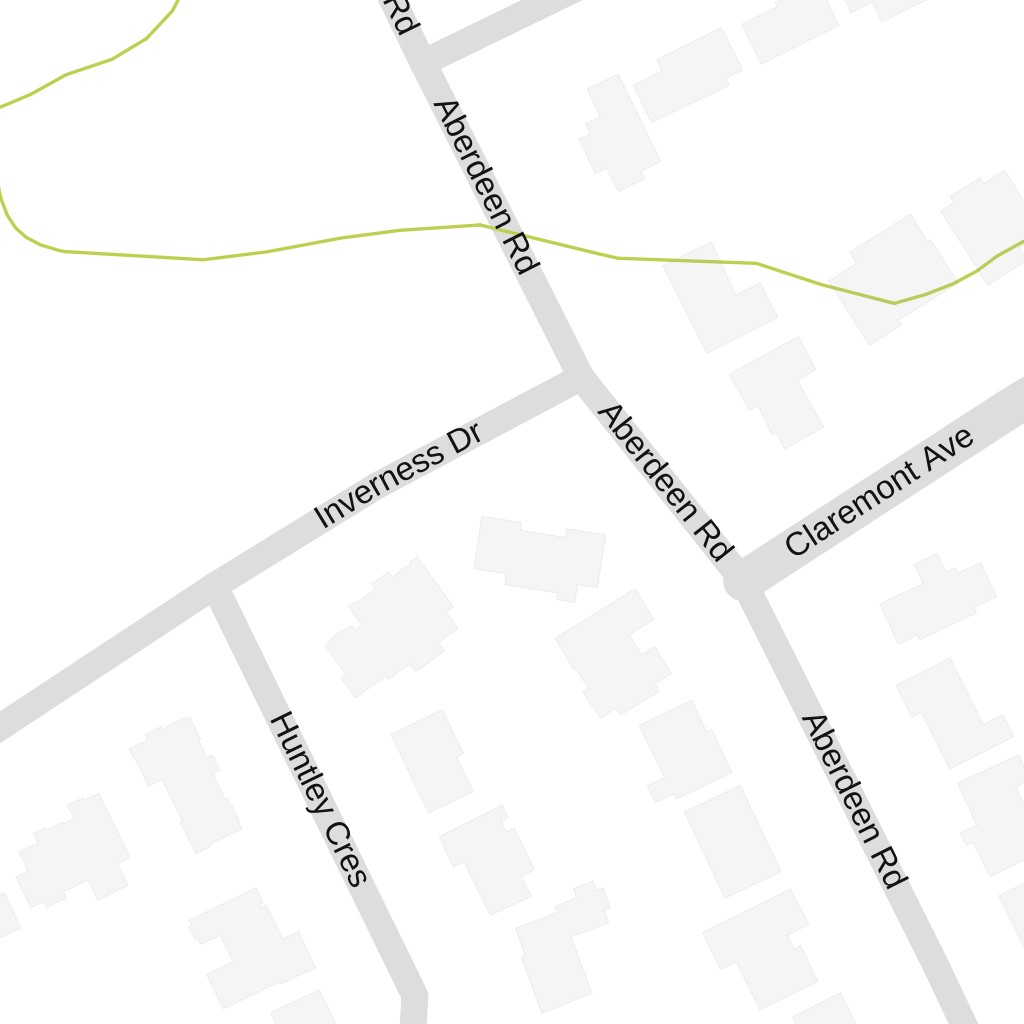 Rd
Aberdeen Rd
Aberdeen Rd
Inverness Dr
Claremont Ave
Huntley Cres
Aberdeen Rd